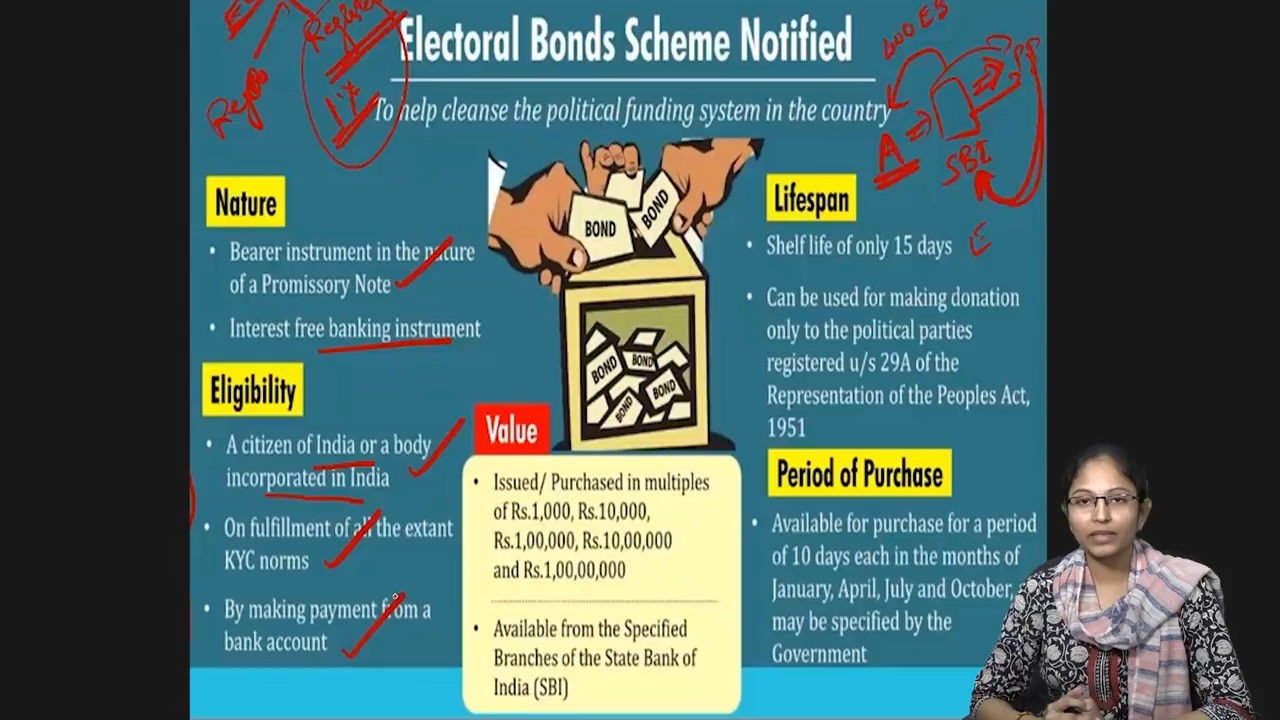 Register
Electoral Bonds Scheme Notified
1%
To help cleanse the political funding system in the country
A
SBI
Nature
Bearer instrument in the nature
of a Promissory Note
Interest free banking instrument
Eligibility
A citizen of India or a body
incorporated in India
On fulfillment of all the extant
KYC norms
By making payment from a
bank account
BOND
BOND
BOND
BOND
BOND
BOND
Value
Issued/ Purchased in multiples
of Rs.1,000, Rs.10,000,
Rs.1,00,000, Rs.10,00,000
and Rs.1,00,00,000
Available from the Specified
Branches of the State Bank of
India (SBI)
Lifespan
Shelf life of only 15 days
E
Can be used for making donation
only to the political parties
registered u/s 29A of the
Representation of the Peoples Act,
1951
Period of Purchase
Available for purchase for a period
of 10 days each in the months of
January, April, July and October,
may be specified by the
Government